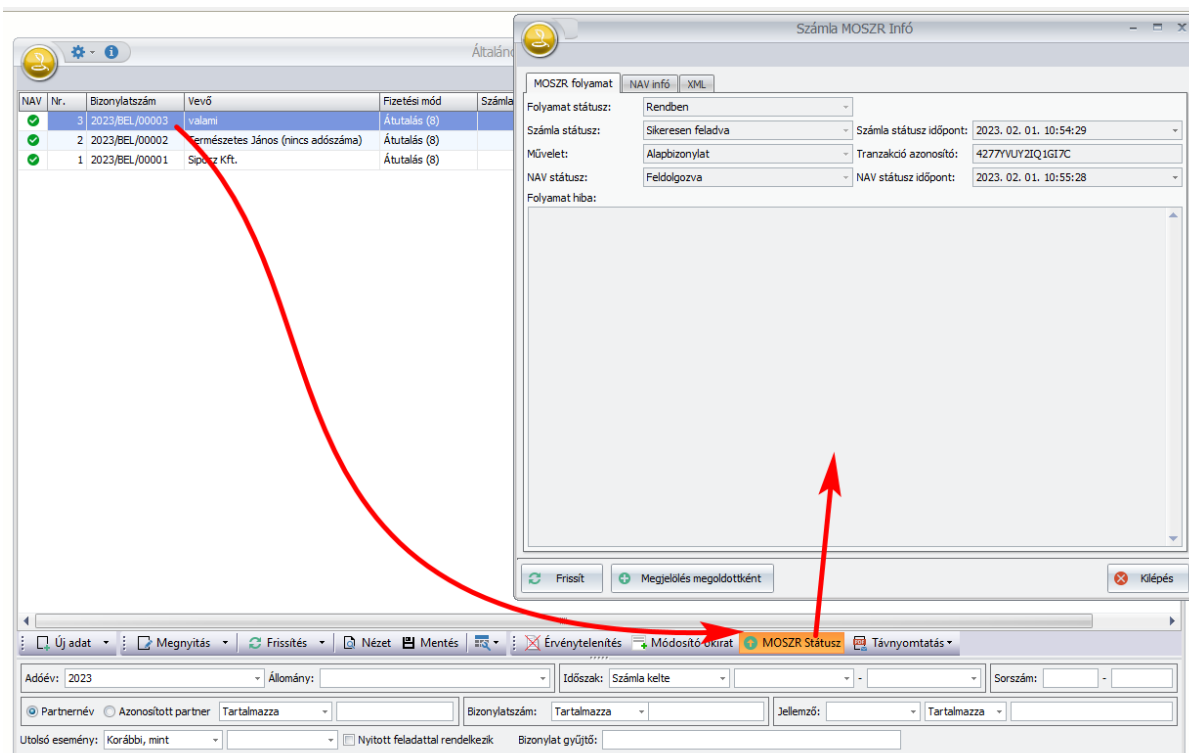 Általáno
NAV Nr. Bizonylatszám Vevő Fizetési mód Számla
3 2023/BEL/00003 valami Átutalás (8)
2 2023/BEL/00002 Természetes János (nincs adószáma) Átutalás (8)
1 2023/BEL/00001 Siposz Kft. Átutalás (8)
Számla MOSZR Infó
MOSZR folyamat NAV infó XML
Folyamat státusz: Rendben
Számla státusz: Sikeresen feladva Számla státusz időpont: 2023. 02. 01. 10:54:29
Művelet: Alapbizonylat Tranzakció azonosító: 4277YVUY2IQ1GI7C
NAV státusz: Feldolgozva NAV státusz időpont: 2023. 02. 01. 10:55:28
Folyamat hiba:
Frissít Megjelölés megoldottként Kilépés
Új adat Megnyitás Frissítés Nézet Mentés Érvénytelenítés Módosító okirat MOSZR Státusz Távnyomtatás
Adóév: 2023 Állomány: Időszak: Számla kelte - Sorszám: -
Partnernév Azonosított partner Tartalmazza Bizonylatszám: Tartalmazza Jellemző: Tartalmazza
Utolsó esemény: Korábbi, mint Nyitott feladattal rendelkezik Bizonylat gyűjtő: